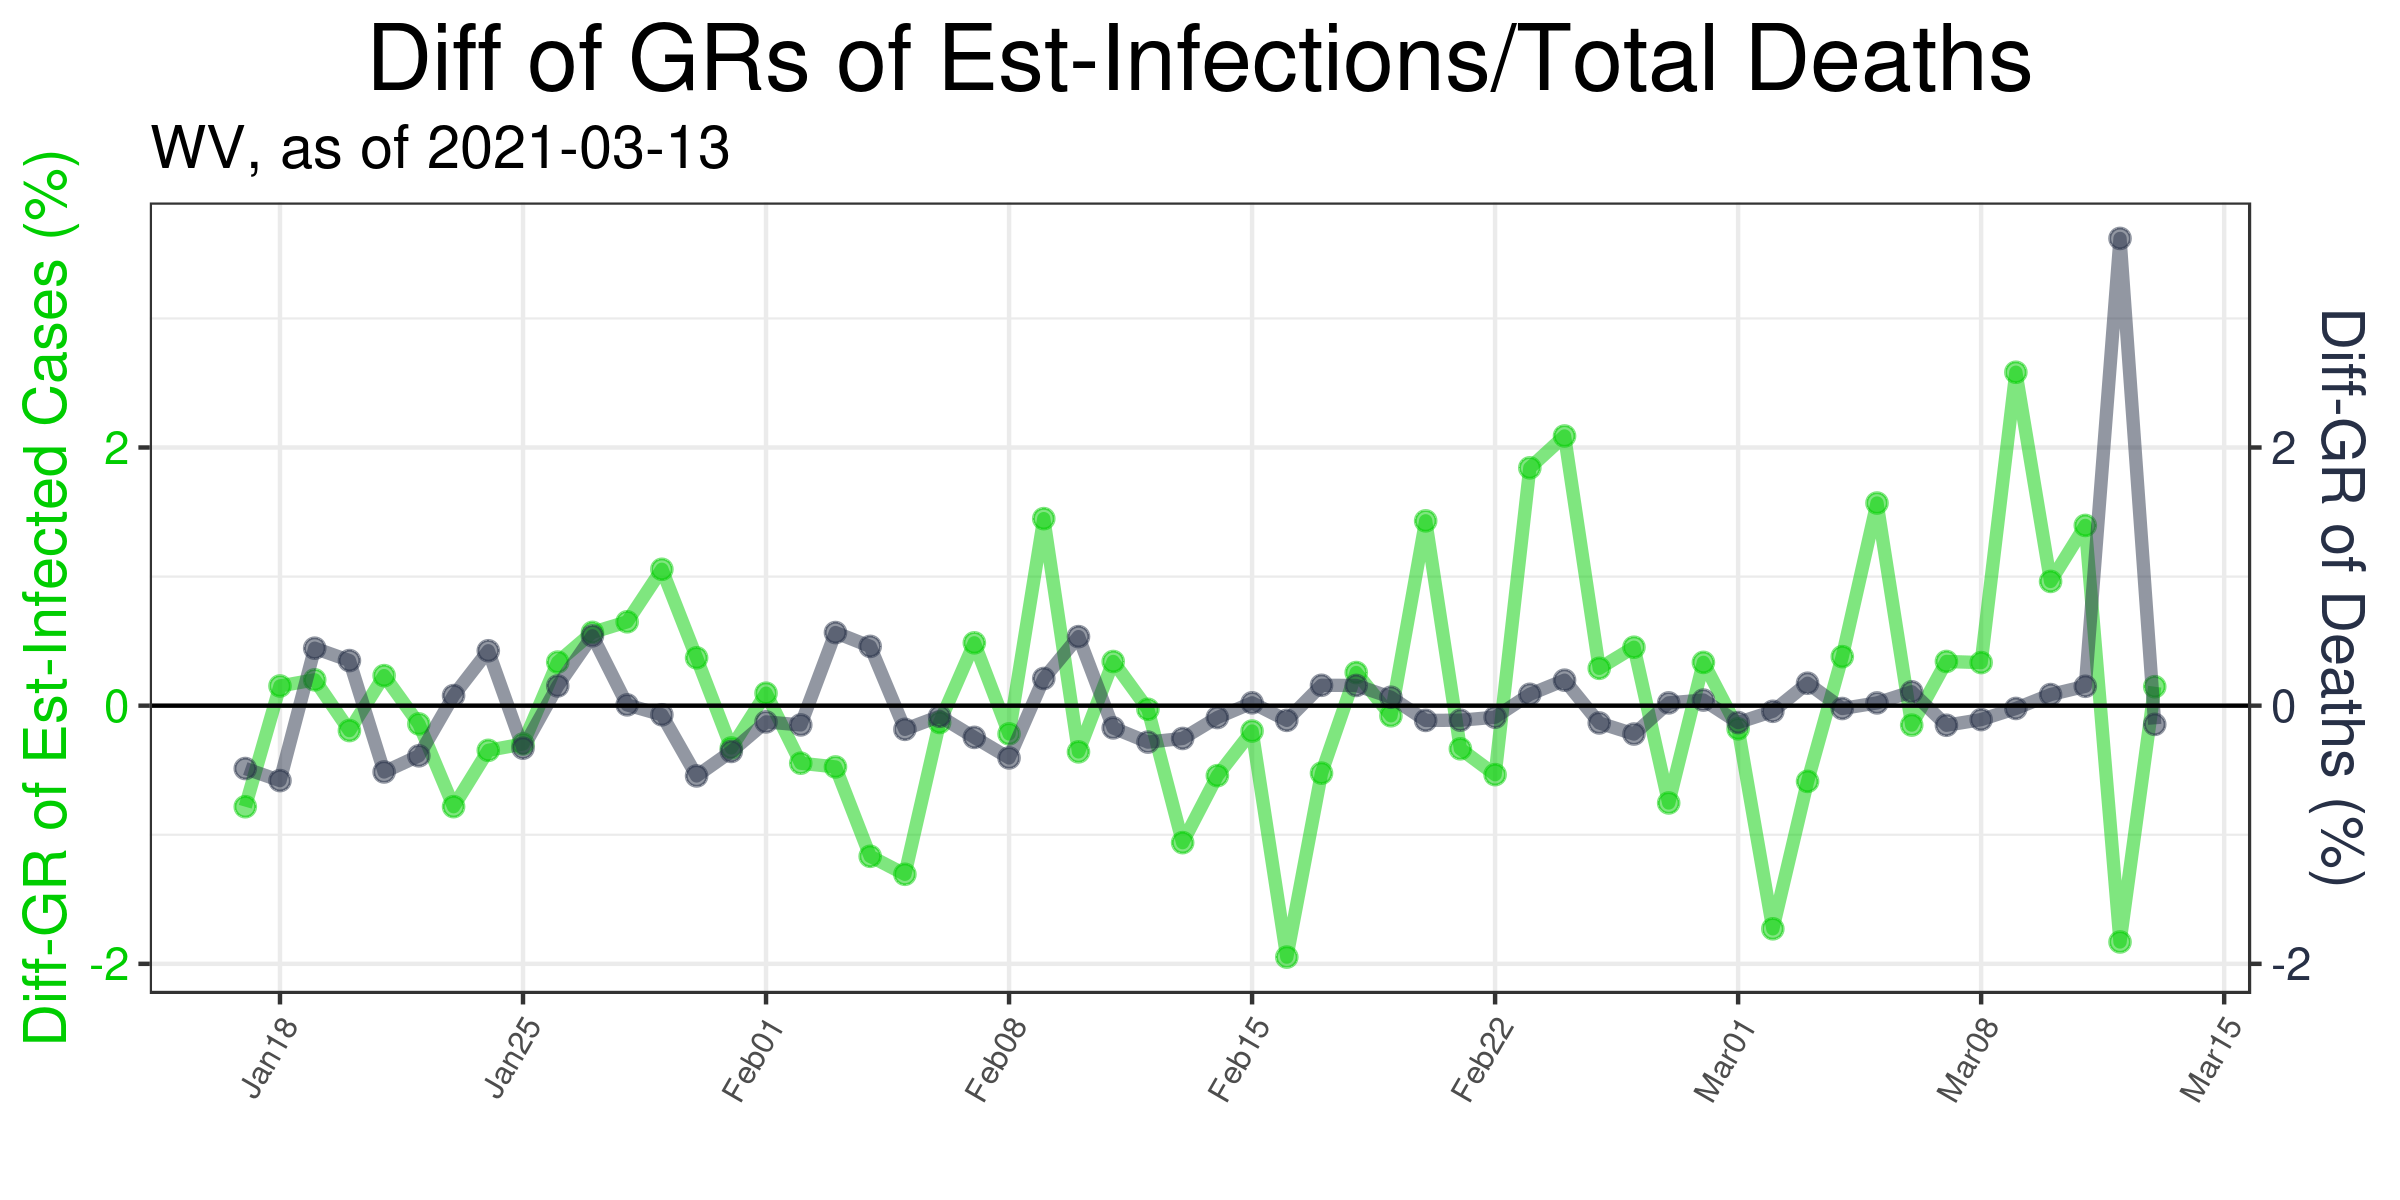 Diff of GRs of Est-Infections/Total Deaths
WV, as of 2021-03-13
Diff-GR of Est-Infected Cases (%)
2
0
-2
2
0
-2
Diff-GR of Deaths (%)
Jan18
Jan25
Feb01
Feb08
Feb15
Feb22
Mar01
Mar08
Mar15